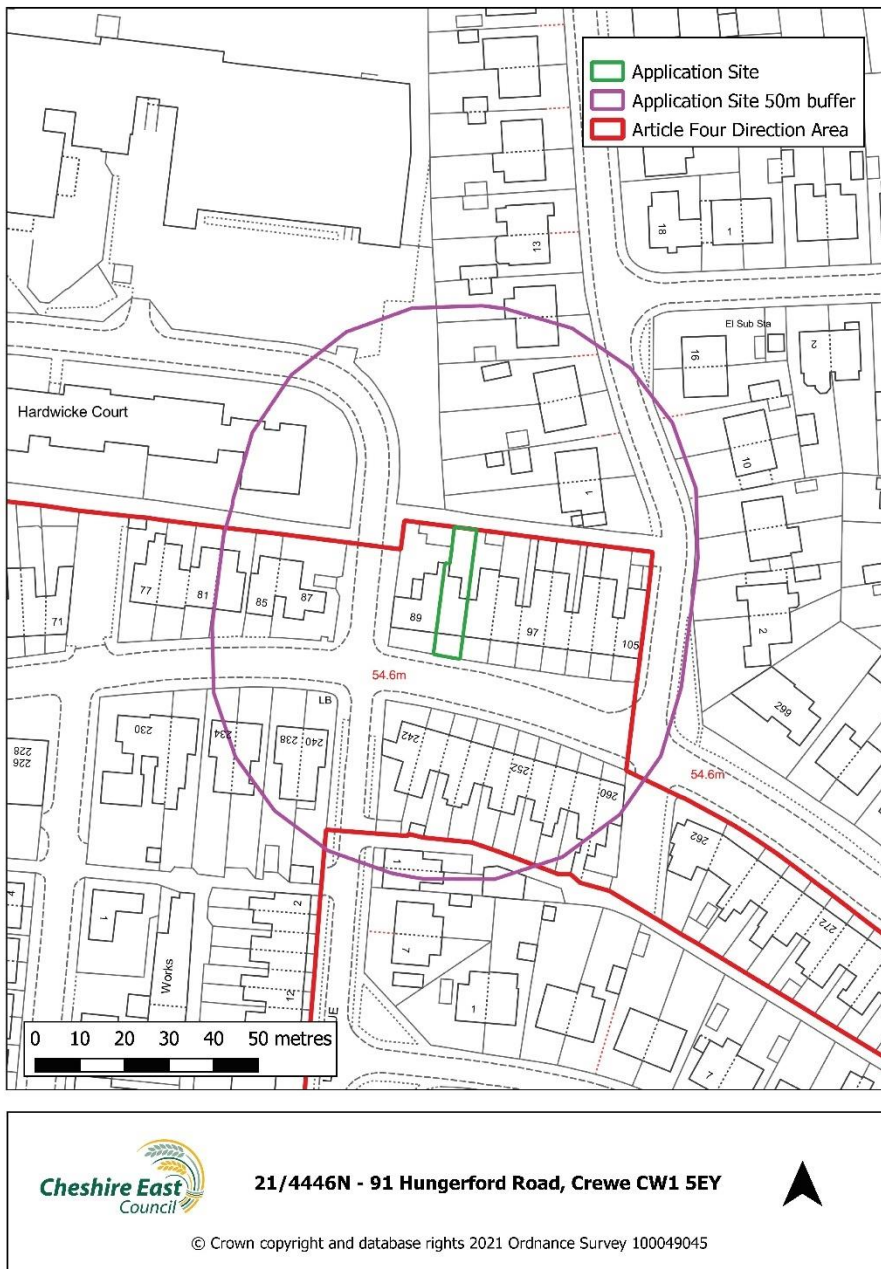 Application Site
Application Site 50m buffer
Article Four Direction Area
13
18
1
El Sub Sta
16
2
10
Hardwicke Court
1
71
77
81
85
87
89
97
105
2
299
54.6m
LB
230
234
238
240
242
252
260
228
226
54.6m
262
272
4
1
Works
2
12
1
7
1
7
0 10 20 30 40 50 metres
Cheshire East
Council
21/4446N - 91 Hungerford Road, Crewe CW1 5EY
© Crown copyright and database rights 2021 Ordnance Survey 100049045